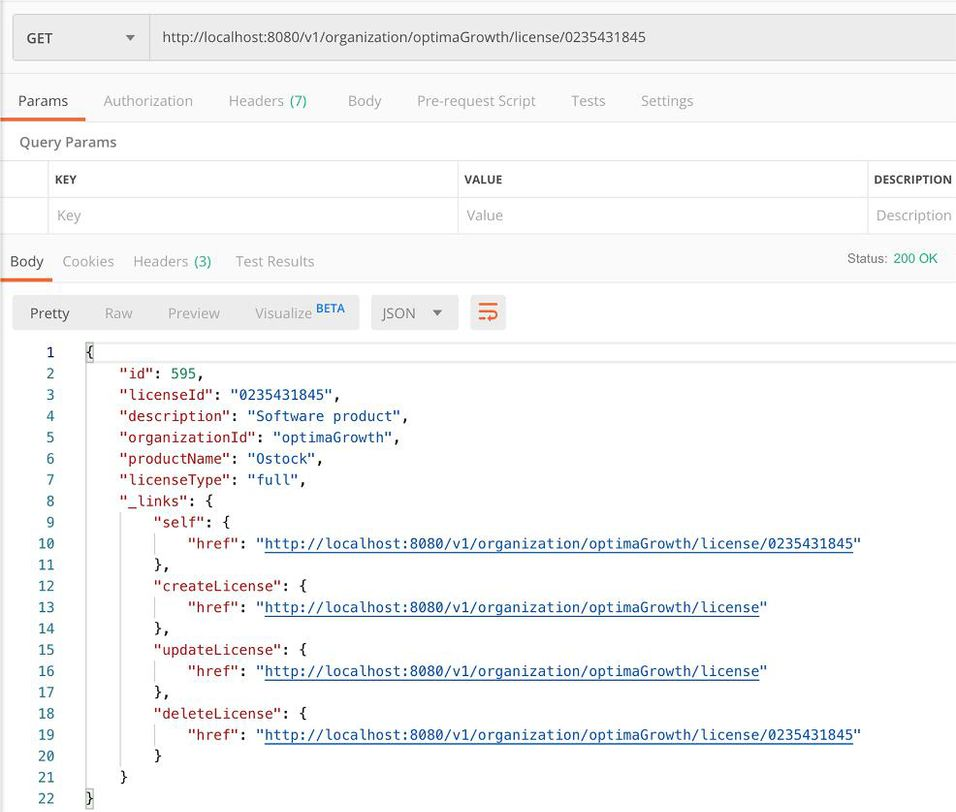 GET http://localhost:8080/v1/organization/optimaGrowth/license/0235431845
Params Authorization Headers (7) Body Pre-request Script Tests Settings
Query Params
KEY VALUE DESCRIPTION
Key Value Description
Body Cookies Headers (3) Test Results Status: 200 OK
Pretty Raw Preview Visualize BETA JSON
1 {
2 "id": 595,
3 "licenseId": "0235431845",
4 "description": "Software product",
5 "organizationId": "optimaGrowth",
6 "productName": "Ostock",
7 "licenseType": "full",
8 "_links": {
9 "self": {
10 "href": "http://localhost:8080/v1/organization/optimaGrowth/license/0235431845"
11 },
12 "createLicense": {
13 "href": "http://localhost:8080/v1/organization/optimaGrowth/license"
14 },
15 "updateLicense": {
16 "href": "http://localhost:8080/v1/organization/optimaGrowth/license"
17 },
18 "deleteLicense": {
19 "href": "http://localhost:8080/v1/organization/optimaGrowth/license/0235431845"
20 }
21 }
22 }